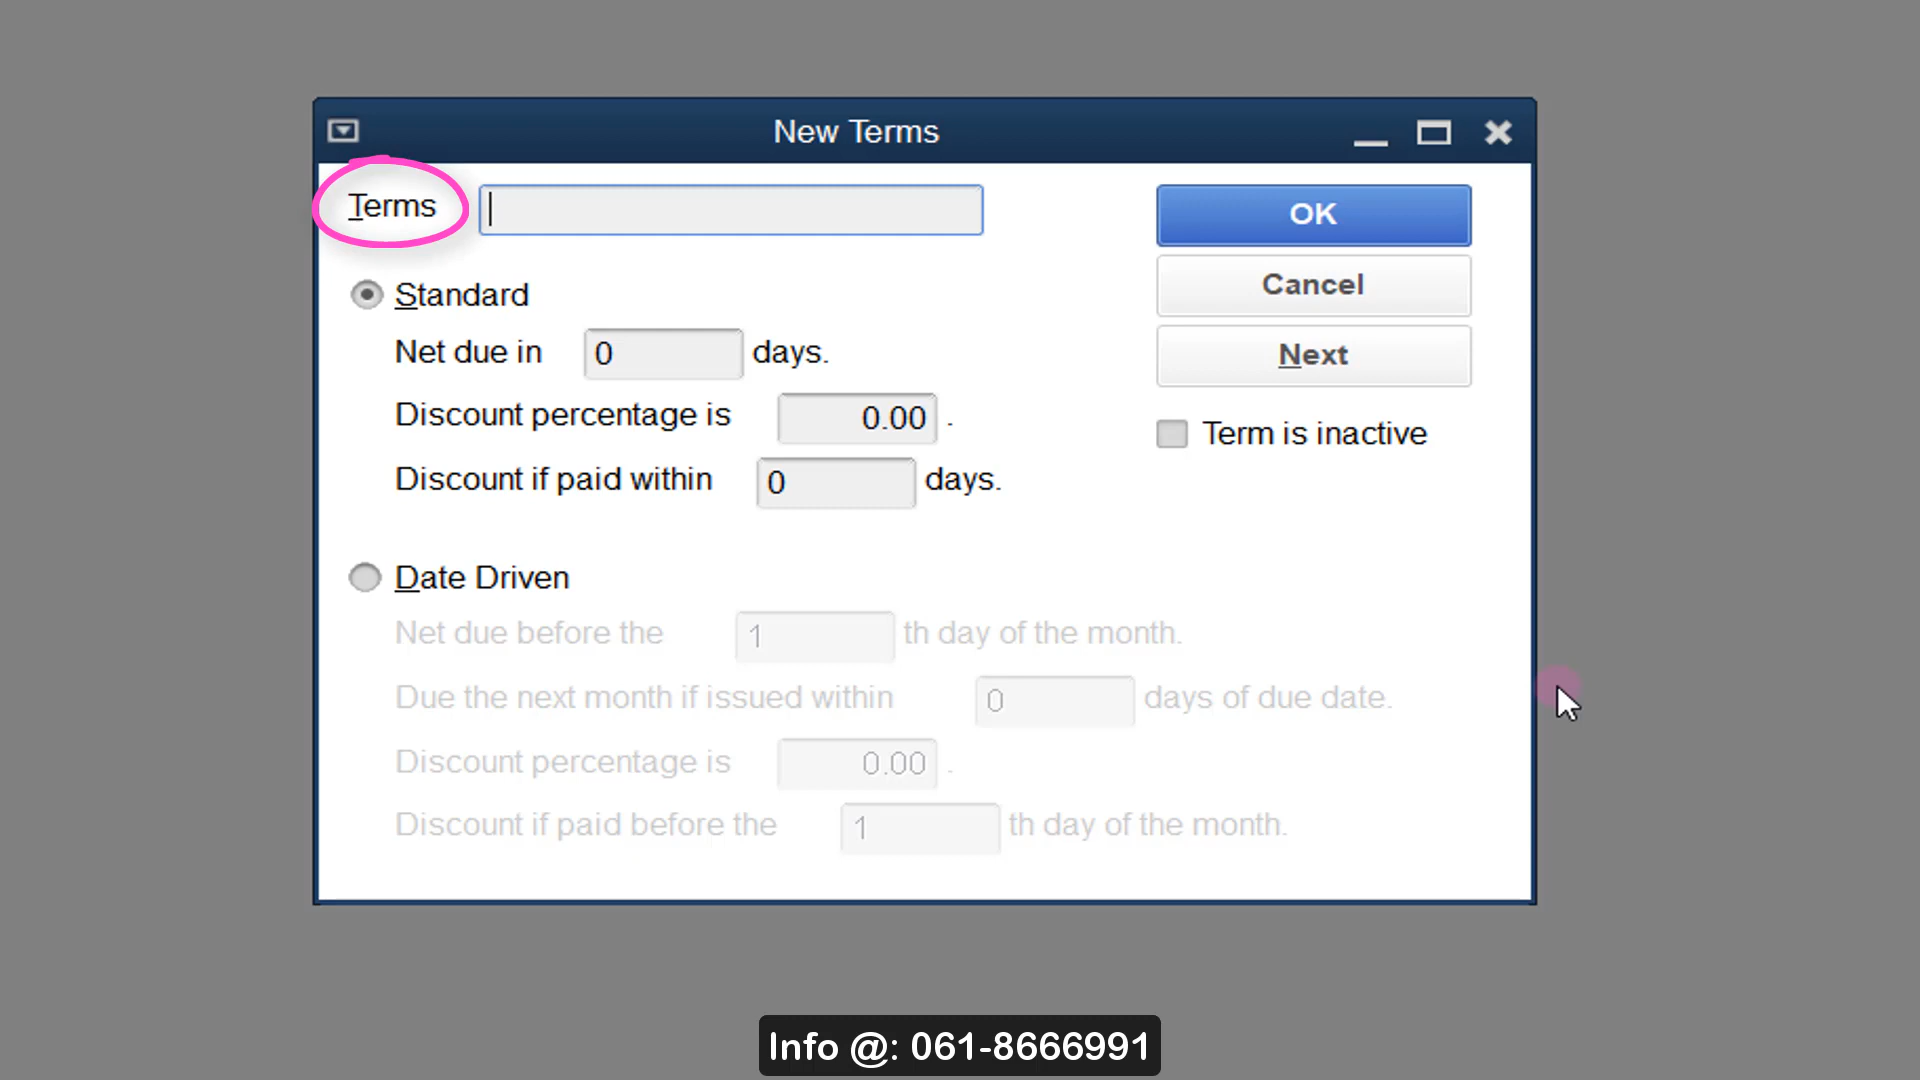 New Terms
Terms
OK
Standard
Cancel
Net due in 0 days.
Next
Discount percentage is 0.00 .
Term is inactive
Discount if paid within 0 days.
Date Driven
Net due before the 1 th day of the month.
Due the next month if issued within 0 days of due date.
Discount percentage is 0.00 .
Discount if paid before the 1 th day of the month.
Info @: 061-8666991